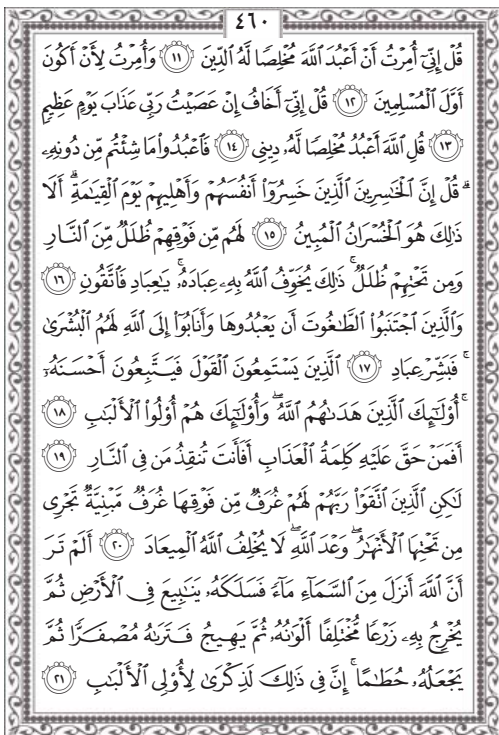 ٤٦٠
قُلْ إِنِّىٓ أُمِرْتُ أَنْ أَعْبُدَ ٱللَّهَ مُخْلِصًا لَّهُ ٱلدِّينَ ﴿١١﴾ وَأُمِرْتُ لِأَنْ أَكُونَ
أَوَّلَ ٱلْمُسْلِمِينَ ﴿١٢﴾ قُلْ إِنِّىٓ أَخَافُ إِنْ عَصَيْتُ رَبِّى عَذَابَ يَوْمٍ عَظِيمٍ
﴿١٣﴾ قُلِ ٱللَّهَ أَعْبُدُ مُخْلِصًا لَّهُۥ دِينِى ﴿١٤﴾ فَٱعْبُدُوا۟ مَا شِئْتُم مِّن دُونِهِۦ
ۗ قُلْ إِنَّ ٱلْخَـٰسِرِينَ ٱلَّذِينَ خَسِرُوٓا۟ أَنفُسَهُمْ وَأَهْلِيهِمْ يَوْمَ ٱلْقِيَـٰمَةِ ۗ أَلَا
ذَٰلِكَ هُوَ ٱلْخُسْرَانُ ٱلْمُبِينُ ﴿١٥﴾ لَهُم مِّن فَوْقِهِمْ ظُلَلٌ مِّنَ ٱلنَّارِ
وَمِن تَحْتِهِمْ ظُلَلٌ ۚ ذَٰلِكَ يُخَوِّفُ ٱللَّهُ بِهِۦ عِبَادَهُۥ ۚ يَـٰعِبَادِ فَٱتَّقُونِ ﴿١٦﴾
وَٱلَّذِينَ ٱجْتَنَبُوا۟ ٱلطَّـٰغُوتَ أَن يَعْبُدُوهَا وَأَنَابُوٓا۟ إِلَى ٱللَّهِ لَهُمُ ٱلْبُشْرَىٰ
ۚ فَبَشِّرْ عِبَادِ ﴿١٧﴾ ٱلَّذِينَ يَسْتَمِعُونَ ٱلْقَوْلَ فَيَتَّبِعُونَ أَحْسَنَهُۥٓ
ۚ أُو۟لَـٰٓئِكَ ٱلَّذِينَ هَدَىٰهُمُ ٱللَّهُ ۖ وَأُو۟لَـٰٓئِكَ هُمْ أُو۟لُوا۟ ٱلْأَلْبَـٰبِ ﴿١٨﴾
أَفَمَنْ حَقَّ عَلَيْهِ كَلِمَةُ ٱلْعَذَابِ أَفَأَنتَ تُنقِذُ مَن فِى ٱلنَّارِ ﴿١٩﴾
لَـٰكِنِ ٱلَّذِينَ ٱتَّقَوْا۟ رَبَّهُمْ لَهُمْ غُرَفٌ مِّن فَوْقِهَا غُرَفٌ مَّبْنِيَّةٌ تَجْرِى
مِن تَحْتِهَا ٱلْأَنْهَـٰرُ ۖ وَعْدَ ٱللَّهِ ۖ لَا يُخْلِفُ ٱللَّهُ ٱلْمِيعَادَ ﴿٢٠﴾ أَلَمْ تَرَ
أَنَّ ٱللَّهَ أَنزَلَ مِنَ ٱلسَّمَآءِ مَآءً فَسَلَكَهُۥ يَنَـٰبِيعَ فِى ٱلْأَرْضِ ثُمَّ
يُخْرِجُ بِهِۦ زَرْعًا مُّخْتَلِفًا أَلْوَٰنُهُۥ ثُمَّ يَهِيجُ فَتَرَىٰهُ مُصْفَرًّا ثُمَّ
يَجْعَلُهُۥ حُطَـٰمًا ۚ إِنَّ فِى ذَٰلِكَ لَذِكْرَىٰ لِأُو۟لِى ٱلْأَلْبَـٰبِ ﴿٢١﴾